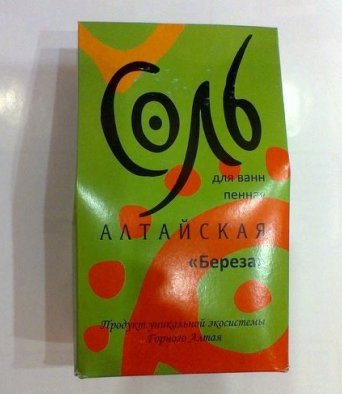 Соль
для ванн
пенная
АЛТАЙСКАЯ
«Береза»
Продукт уникальной экосистемы
Горного Алтая